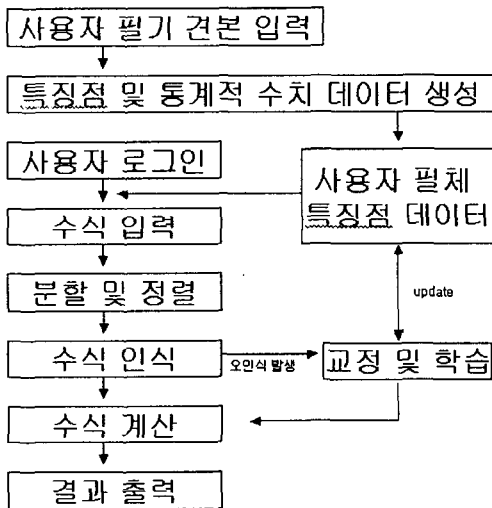 사용자 필기 견본 입력
특징점 및 통계적 수치 데이터 생성
사용자 로그인
사용자 필체
특징점 데이터
수식 입력
분할 및 정렬
update
수식 인식
오인식 발생
교정 및 학습
수식 계산
결과 출력